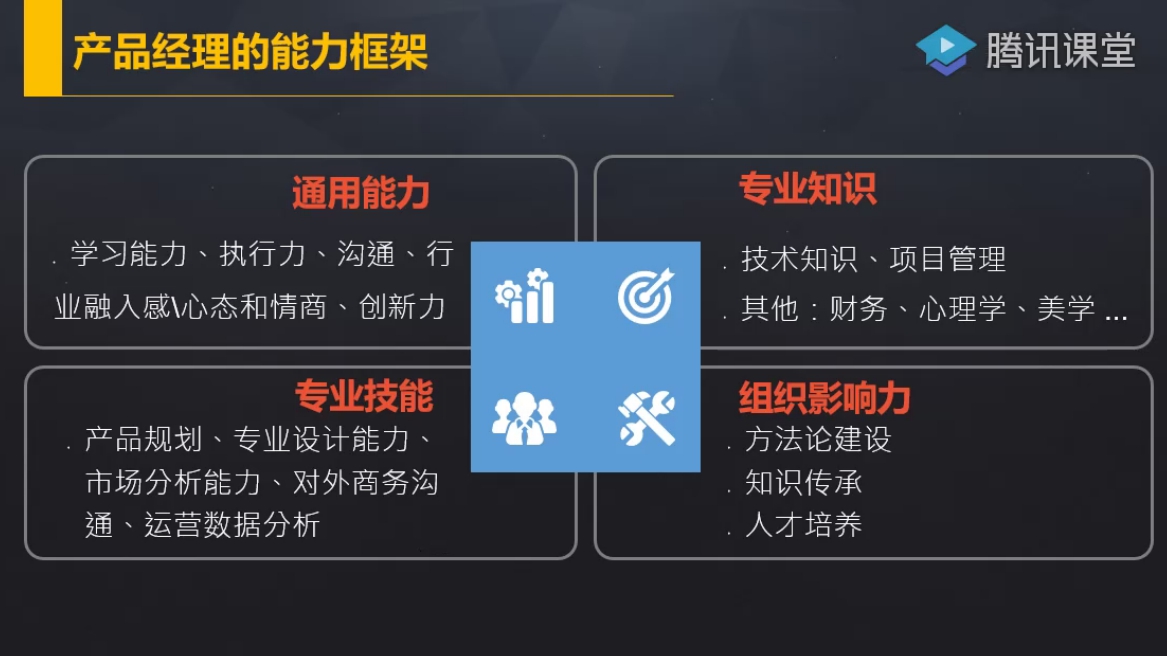 产品经理的能力框架
腾讯课堂
通用能力
. 学习能力、执行力、沟通、行
业融入感\心态和情商、创新力
专业知识
. 技术知识、项目管理
. 其他：财务、心理学、美学 ...
专业技能
. 产品规划、专业设计能力、
市场分析能力、对外商务沟
通、运营数据分析
组织影响力
. 方法论建设
. 知识传承
. 人才培养